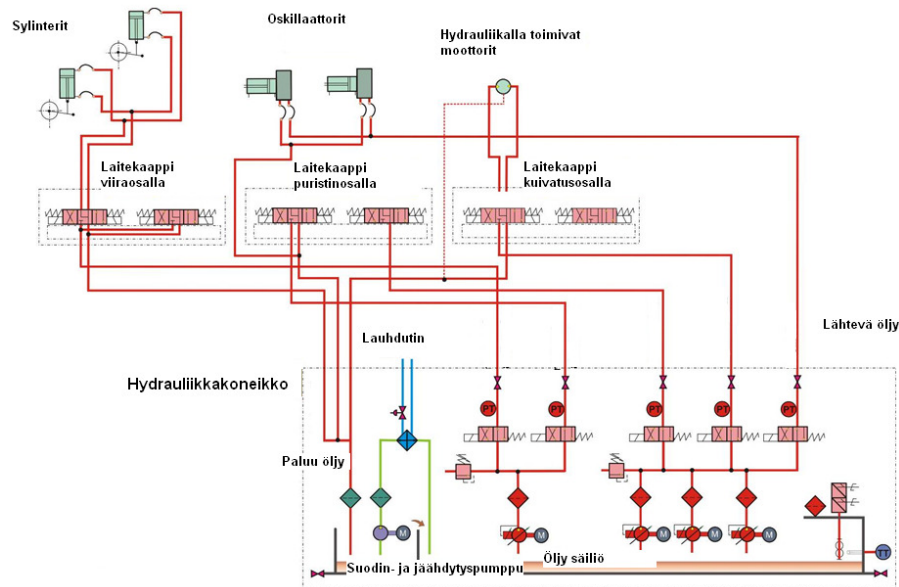 Sylinterit
Oskillaattorit
Hydrauliikalla toimivat
moottorit
Laitekaappi
viiraosalla
Laitekaappi
puristinosalla
Laitekaappi
kuivatusosalla
Lähtevä öljy
Lauhdutin
Hydrauliikkakoneikko
PT
PT
PT
PT
PT
Paluu öljy
M
M
M
M
M
TT
Öljy säiliö
Suodin- ja jäähdytyspumppu